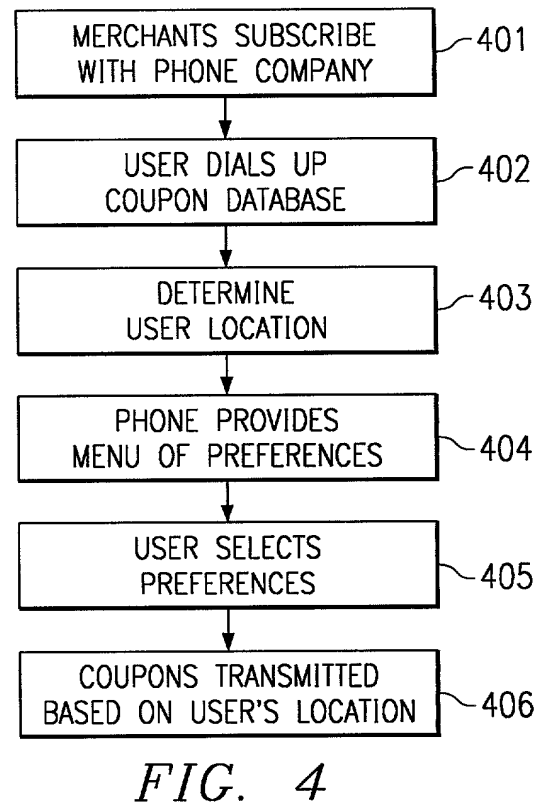 MERCHANTS SUBSCRIBE
WITH PHONE COMPANY
401
USER DIALS UP
COUPON DATABASE
402
DETERMINE
USER LOCATION
403
PHONE PROVIDES
MENU OF PREFERENCES
404
USER SELECTS
PREFERENCES
405
COUPONS TRANSMITTED
BASED ON USER'S LOCATION
406
FIG. 4